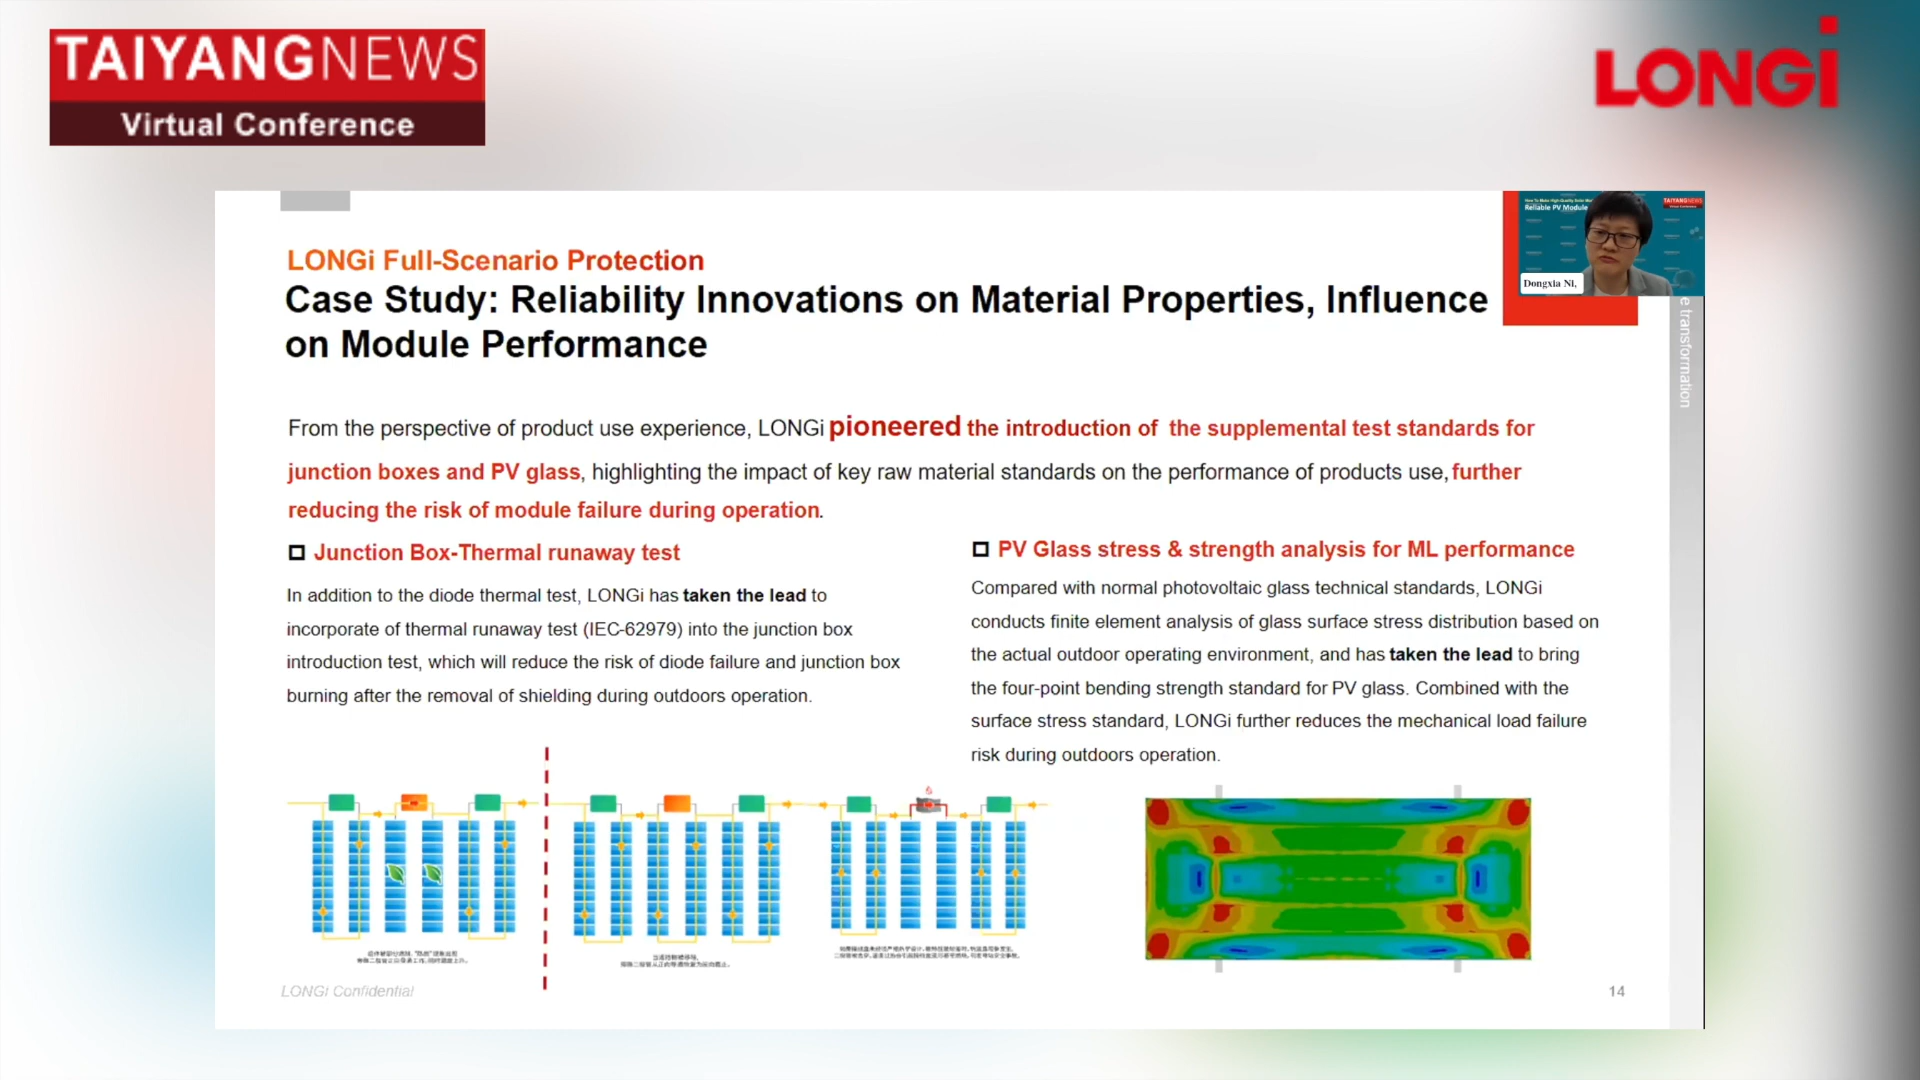 TAIYANGNEWS
Virtual Conference
LONGi
Reliable PV Module
TAIYANGNEWS
Dongxia Ni,
e transformation
LONGi Full-Scenario Protection
Case Study: Reliability Innovations on Material Properties, Influence
on Module Performance
From the perspective of product use experience, LONGi pioneered the introduction of the supplemental test standards for
junction boxes and PV glass, highlighting the impact of key raw material standards on the performance of products use, further
reducing the risk of module failure during operation.
Junction Box-Thermal runaway test
In addition to the diode thermal test, LONGi has taken the lead to
incorporate of thermal runaway test (IEC-62979) into the junction box
introduction test, which will reduce the risk of diode failure and junction box
burning after the removal of shielding during outdoors operation.
PV Glass stress & strength analysis for ML performance
Compared with normal photovoltaic glass technical standards, LONGi
conducts finite element analysis of glass surface stress distribution based on
the actual outdoor operating environment, and has taken the lead to bring
the four-point bending strength standard for PV glass. Combined with the
surface stress standard, LONGi further reduces the mechanical load failure
risk during outdoors operation.
LONGi Confidential
14